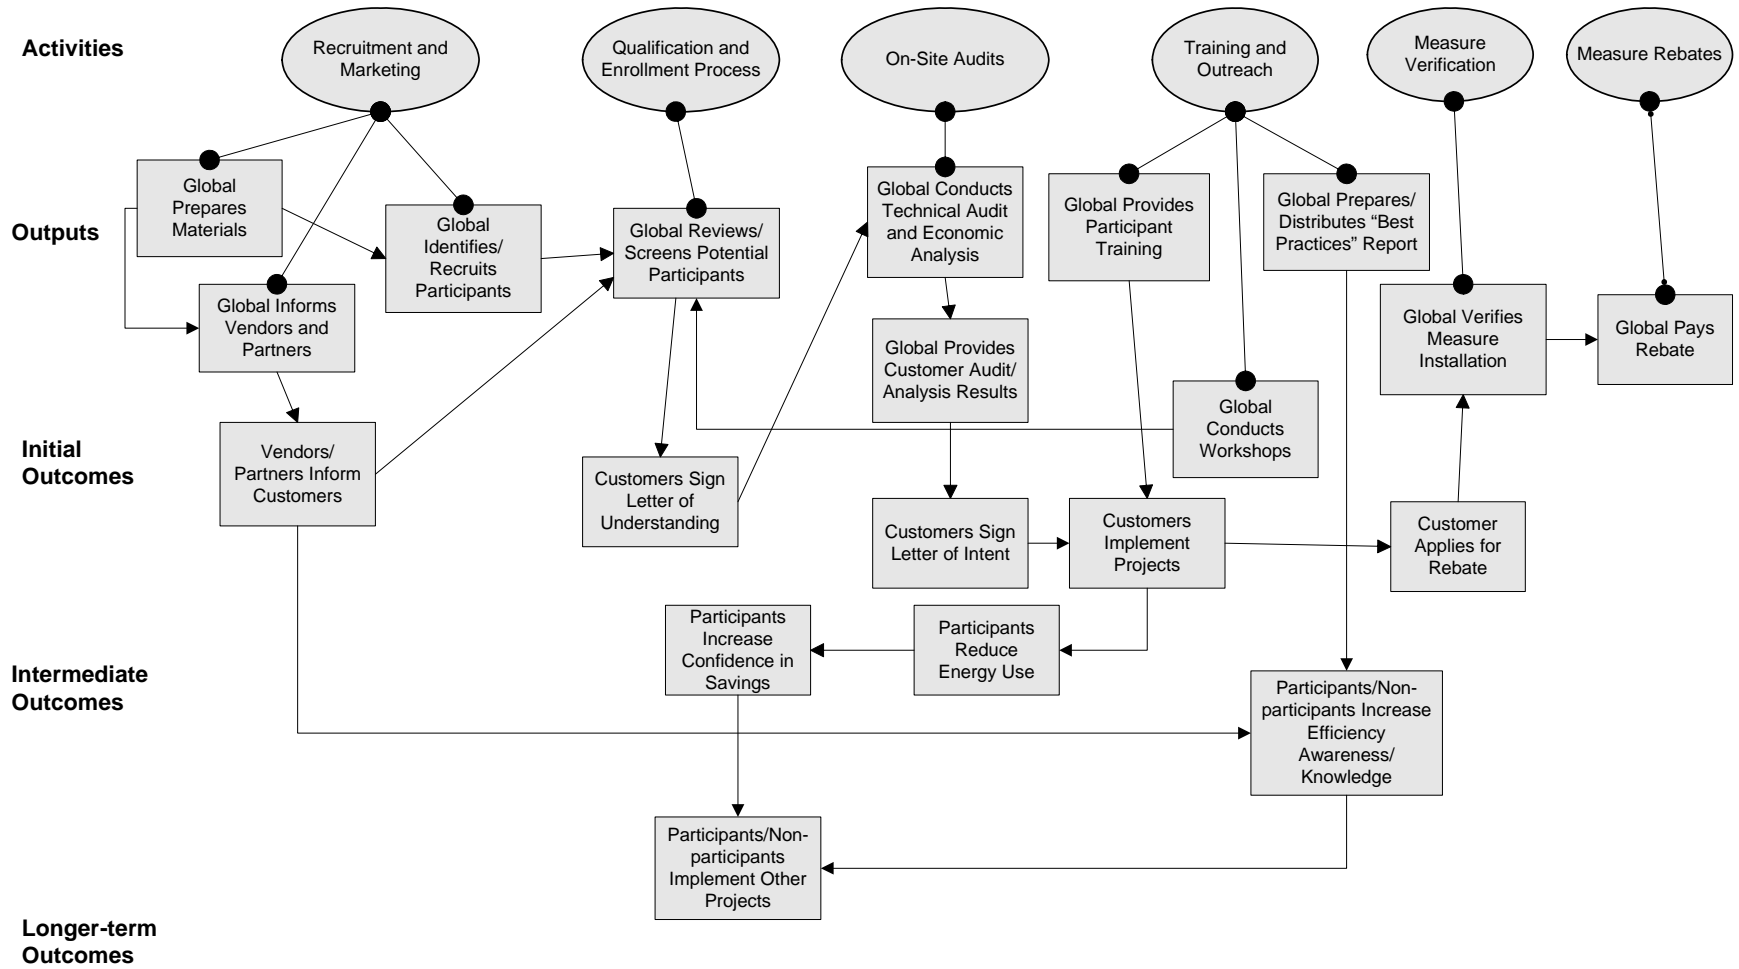 Activities
Recruitment and
Marketing
Qualification and
Enrollment Process
On-Site Audits
Training and
Outreach
Measure
Verification
Measure Rebates
Outputs
Global
Prepares
Materials
Global Informs
Vendors and
Partners
Global
Identifies/
Recruits
Participants
Global Reviews/
Screens Potential
Participants
Global Conducts
Technical Audit
and Economic
Analysis
Global Provides
Customer Audit/
Analysis Results
Global Provides
Participant
Training
Global Prepares/
Distributes “Best
Practices” Report
Global
Conducts
Workshops
Global Verifies
Measure
Installation
Global Pays
Rebate
Initial
Outcomes
Vendors/
Partners Inform
Customers
Customers Sign
Letter of
Understanding
Customers Sign
Letter of Intent
Customers
Implement
Projects
Customer
Applies for
Rebate
Intermediate
Outcomes
Participants
Increase
Confidence in
Savings
Participants
Reduce
Energy Use
Participants/Non-
participants Increase
Efficiency
Awareness/
Knowledge
Participants/Non-
participants
Implement Other
Projects
Longer-term
Outcomes